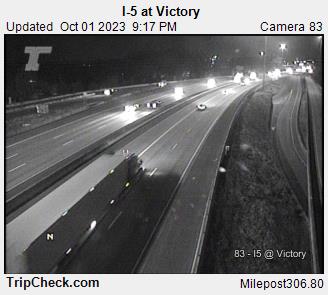 I-5 at Victory
Updated Oct 01 2023 9:17 PM Camera 83
T
N
83 - I5 @ Victory
TripCheck.com Milepost306.80